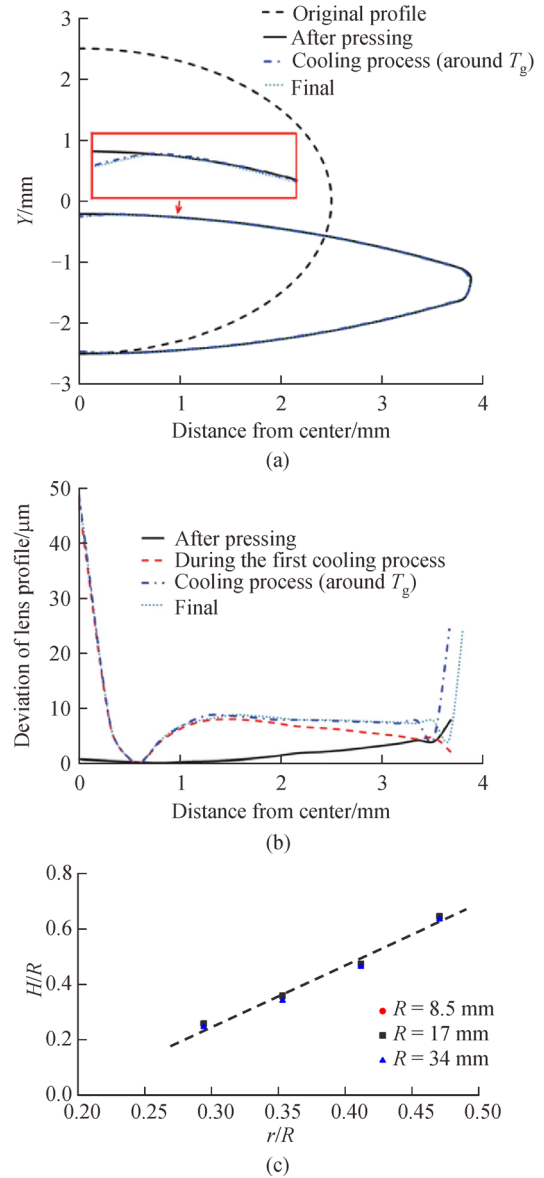 Original profile
After pressing
Cooling process (around Tg)
Final
3
2
1
0
−1
−2
−3
Y/mm
0
1
2
3
4
Distance from center/mm
(a)
50
40
30
20
10
0
Deviation of lens profile/μm
After pressing
During the first cooling process
Cooling process (around Tg)
Final
0
1
2
3
4
Distance from center/mm
(b)
0.8
0.6
0.4
0.2
0.0
H/R
R = 8.5 mm
R = 17 mm
R = 34 mm
0.20
0.25
0.30
0.35
0.40
0.45
0.50
r/R
(c)